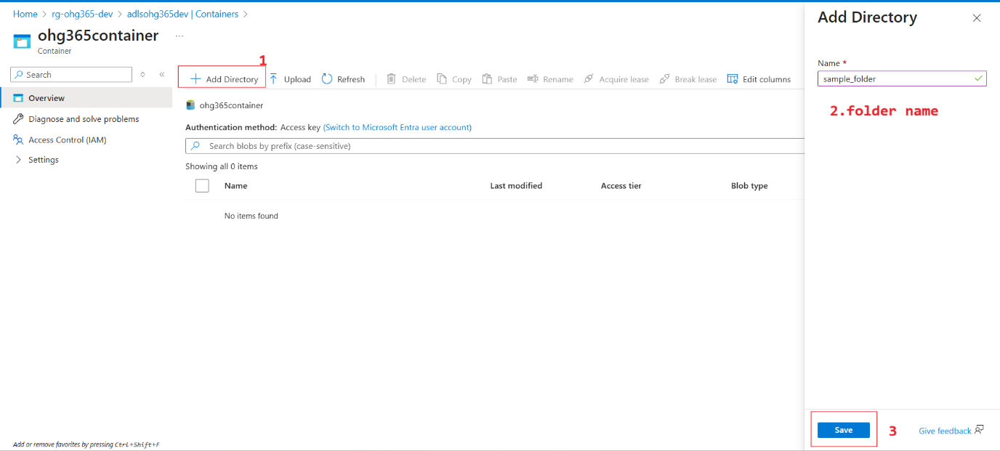 Home > rg-ohg365-dev > adlsohg365dev | Containers >
ohg365container ...
Container
Search
Overview
Diagnose and solve problems
Access Control (IAM)
Settings
Add or remove favorites by pressing Ctrl+Shift+F
1
Add Directory Upload Refresh Delete Copy Paste Rename Acquire lease Break lease Edit columns
ohg365container
Authentication method: Access key (Switch to Microsoft Entra user account)
Search blobs by prefix (case-sensitive)
Showing all 0 items
Name Last modified Access tier Blob type
No items found
Add Directory
Name *
sample_folder
2.folder name
Save 3 Give feedback